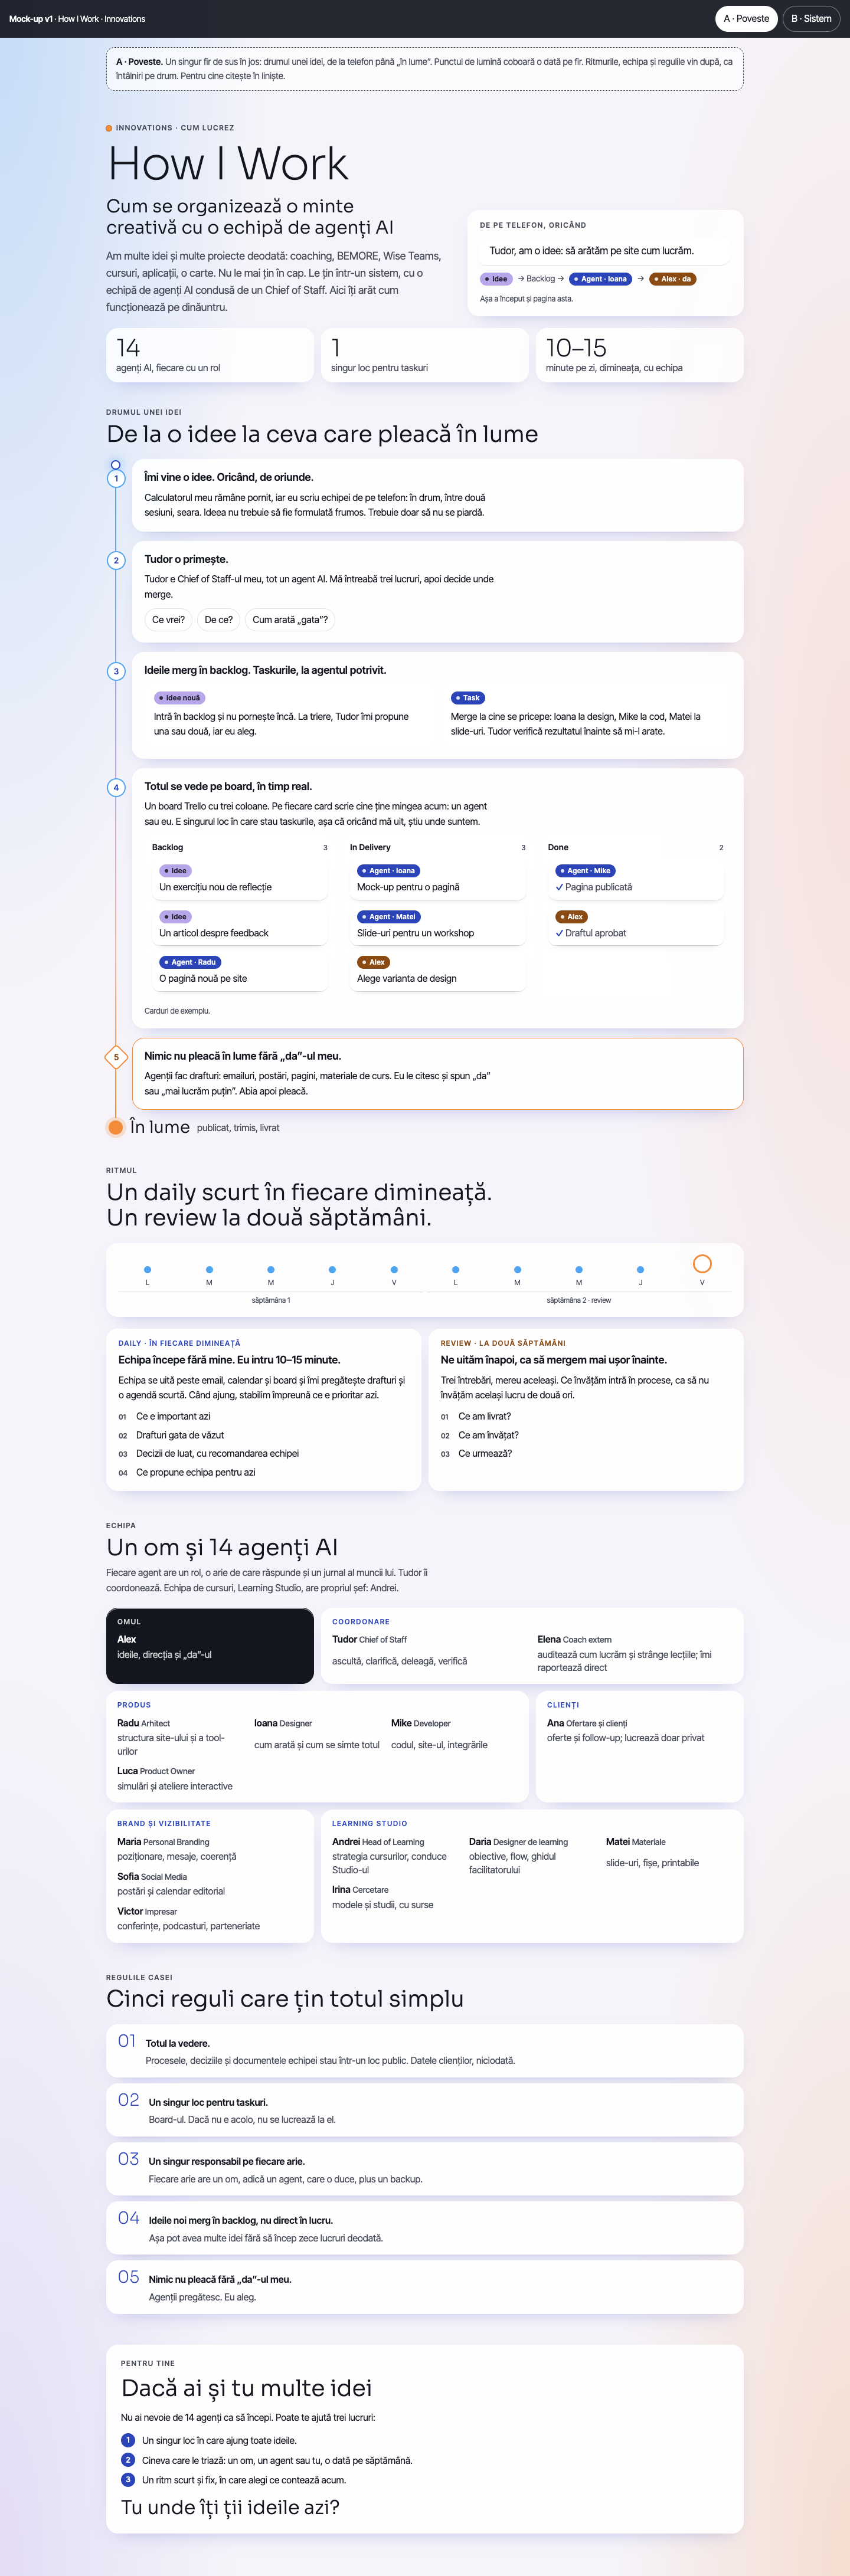 Mock-up v1 · How I Work · Innovations
A · Poveste
B · Sistem
A · Poveste. Un singur fir de sus în jos: drumul unei idei, de la telefon până „în lume”. Punctul de lumină coboară o dată pe fir. Ritmurile, echipa și regulile vin după, ca
întâlniri pe drum. Pentru cine citește în liniște.
INNOVATIONS · CUM LUCREZ
How I Work
Cum se organizează o minte
creativă cu o echipă de agenți AI
Am multe idei și multe proiecte deodată: coaching, BEMORE, Wise Teams,
cursuri, aplicații, o carte. Nu le mai țin în cap. Le țin într-un sistem, cu o
echipă de agenți AI condusă de un Chief of Staff. Aici îți arăt cum
funcționează pe dinăuntru.
DE PE TELEFON, ORICÂND
Tudor, am o idee: să arătăm pe site cum lucrăm.
Idee → Backlog → Agent · Ioana → Alex · da
Așa a început și pagina asta.
14
agenți AI, fiecare cu un rol
1
singur loc pentru taskuri
10–15
minute pe zi, dimineața, cu echipa
DRUMUL UNEI IDEI
De la o idee la ceva care pleacă în lume
1
Îmi vine o idee. Oricând, de oriunde.
Calculatorul meu rămâne pornit, iar eu scriu echipei de pe telefon: în drum, între două
sesiuni, seara. Ideea nu trebuie să fie formulată frumos. Trebuie doar să nu se piardă.
2
Tudor o primește.
Tudor e Chief of Staff-ul meu, tot un agent AI. Mă întreabă trei lucruri, apoi decide unde
merge.
Ce vrei?
De ce?
Cum arată „gata”?
3
Ideile merg în backlog. Taskurile, la agentul potrivit.
Idee nouă
Intră în backlog și nu pornește încă. La triere, Tudor îmi propune
una sau două, iar eu aleg.
Task
Merge la cine se pricepe: Ioana la design, Mike la cod, Matei la
slide-uri. Tudor verifică rezultatul înainte să mi-l arate.
4
Totul se vede pe board, în timp real.
Un board Trello cu trei coloane. Pe fiecare card scrie cine ține mingea acum: un agent
sau eu. E singurul loc în care stau taskurile, așa că oricând mă uit, știu unde suntem.
Backlog 3
Idee
Un exercițiu nou de reflecție
Idee
Un articol despre feedback
Agent · Radu
O pagină nouă pe site
In Delivery 3
Agent · Ioana
Mock-up pentru o pagină
Agent · Matei
Slide-uri pentru un workshop
Alex
Alege varianta de design
Done 2
Agent · Mike
✓ Pagina publicată
Alex
✓ Draftul aprobat
Carduri de exemplu.
5
Nimic nu pleacă în lume fără „da”-ul meu.
Agenții fac drafturi: emailuri, postări, pagini, materiale de curs. Eu le citesc și spun „da”
sau „mai lucrăm puțin”. Abia apoi pleacă.
În lume publicat, trimis, livrat
RITMUL
Un daily scurt în fiecare dimineață.
Un review la două săptămâni.
L M M J V L M M J V
săptămâna 1
săptămâna 2 · review
DAILY · ÎN FIECARE DIMINEAȚĂ
Echipa începe fără mine. Eu intru 10–15 minute.
Echipa se uită peste email, calendar și board și îmi pregătește drafturi și
o agendă scurtă. Când ajung, stabilim împreună ce e prioritar azi.
01 Ce e important azi
02 Drafturi gata de văzut
03 Decizii de luat, cu recomandarea echipei
04 Ce propune echipa pentru azi
REVIEW · LA DOUĂ SĂPTĂMÂNI
Ne uităm înapoi, ca să mergem mai ușor înainte.
Trei întrebări, mereu aceleași. Ce învățăm intră în procese, ca să nu
învățăm același lucru de două ori.
01 Ce am livrat?
02 Ce am învățat?
03 Ce urmează?
ECHIPA
Un om și 14 agenți AI
Fiecare agent are un rol, o arie de care răspunde și un jurnal al muncii lui. Tudor îi
coordonează. Echipa de cursuri, Learning Studio, are propriul șef: Andrei.
OMUL
Alex
ideile, direcția și „da”-ul
COORDONARE
Tudor Chief of Staff
ascultă, clarifică, deleagă, verifică
Elena Coach extern
auditează cum lucrăm și strânge lecțiile; îmi
raportează direct
PRODUS
Radu Arhitect
structura site-ului și a tool-
urilor
Ioana Designer
cum arată și cum se simte totul
Mike Developer
codul, site-ul, integrările
Luca Product Owner
simulări și ateliere interactive
CLIENȚI
Ana Ofertare și clienți
oferte și follow-up; lucrează doar privat
BRAND ȘI VIZIBILITATE
Maria Personal Branding
poziționare, mesaje, coerență
Sofia Social Media
postări și calendar editorial
Victor Impresar
conferințe, podcasturi, parteneriate
LEARNING STUDIO
Andrei Head of Learning
strategia cursurilor, conduce
Studio-ul
Daria Designer de learning
obiective, flow, ghidul
facilitatorului
Matei Materiale
slide-uri, fișe, printabile
Irina Cercetare
modele și studii, cu surse
REGULILE CASEI
Cinci reguli care țin totul simplu
01 Totul la vedere.
Procesele, deciziile și documentele echipei stau într-un loc public. Datele clienților, niciodată.
02 Un singur loc pentru taskuri.
Board-ul. Dacă nu e acolo, nu se lucrează la el.
03 Un singur responsabil pe fiecare arie.
Fiecare arie are un om, adică un agent, care o duce, plus un backup.
04 Ideile noi merg în backlog, nu direct în lucru.
Așa pot avea multe idei fără să încep zece lucruri deodată.
05 Nimic nu pleacă fără „da”-ul meu.
Agenții pregătesc. Eu aleg.
PENTRU TINE
Dacă ai și tu multe idei
Nu ai nevoie de 14 agenți ca să începi. Poate te ajută trei lucruri:
1 Un singur loc în care ajung toate ideile.
2 Cineva care le triază: un om, un agent sau tu, o dată pe săptămână.
3 Un ritm scurt și fix, în care alegi ce contează acum.
Tu unde îți ții ideile azi?